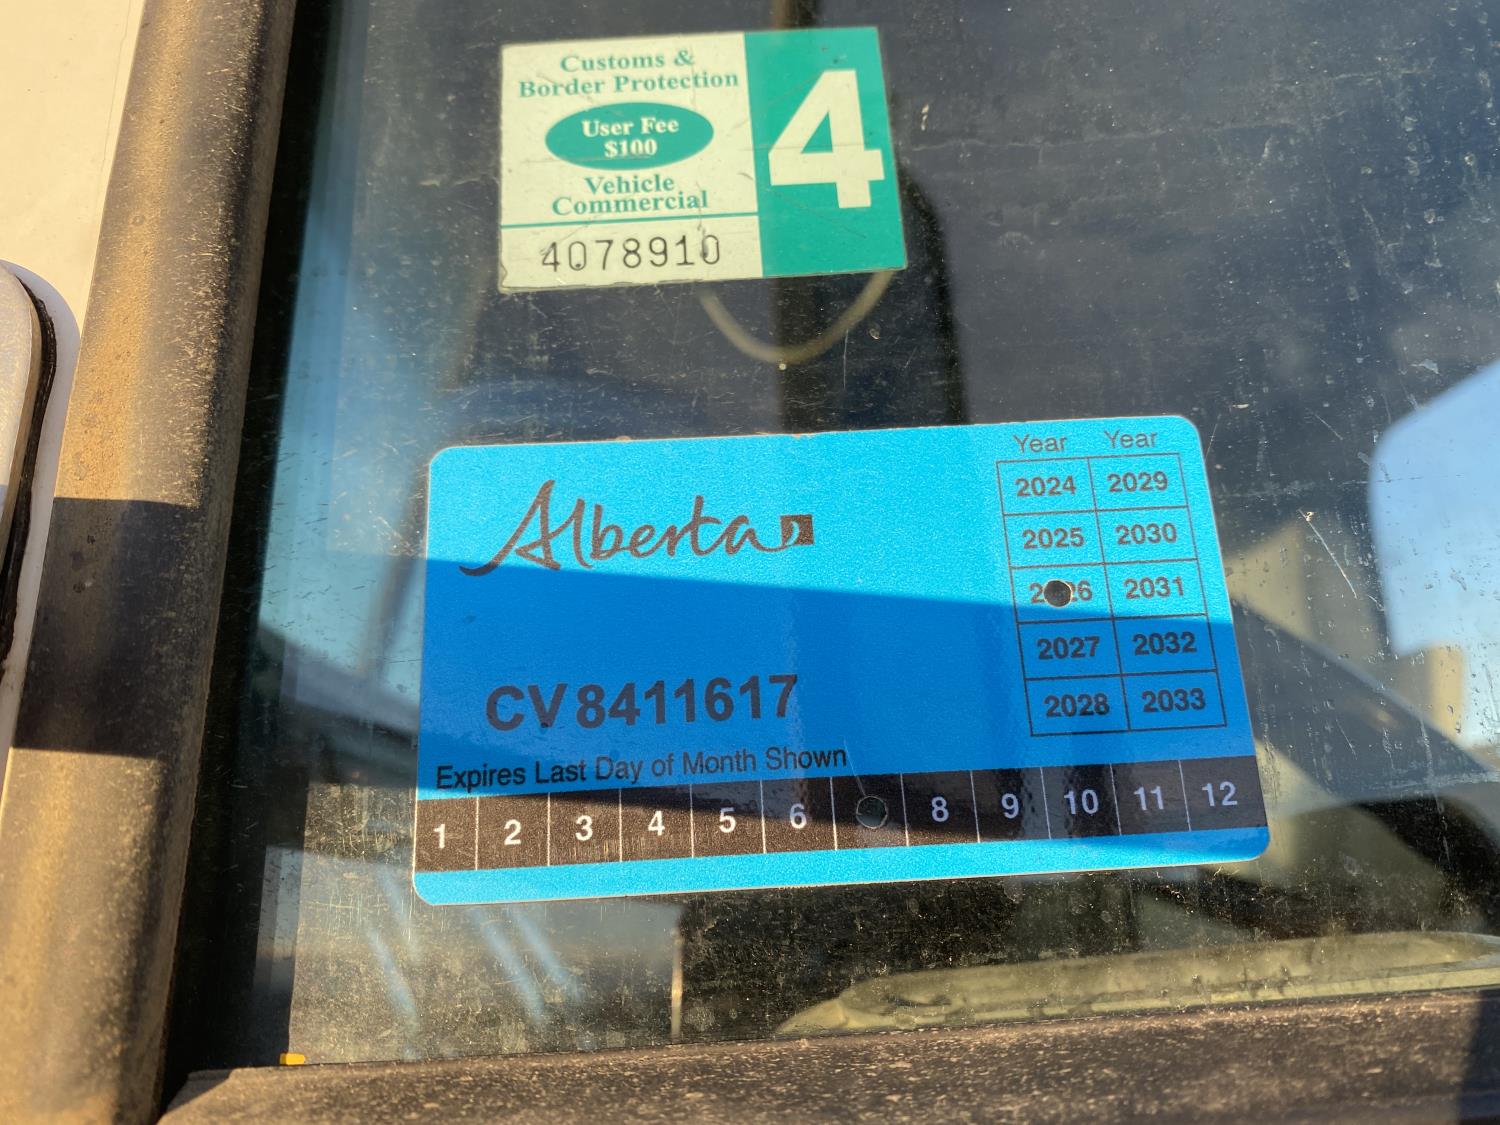 Customs &
Border Protection
User Fee
$100
Vehicle
Commercial
4078910
4
Alberta
Year Year
2024 2029
2025 2030
2031
2027 2032
2028 2033
CV8411617
Expires Last Day of Month Shown
1 2 3 4 5 6 8 9 10 11 12